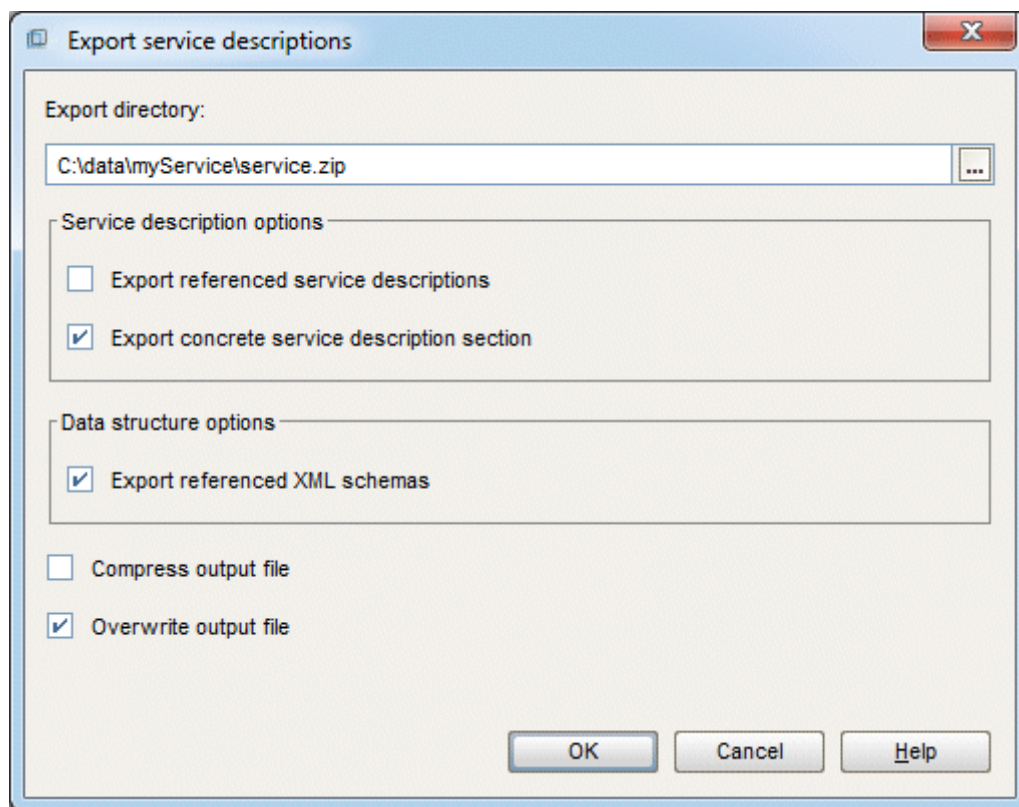 Export service descriptions
Export directory:
C:\data\myService\service.zip
...
Service description options
Export referenced service descriptions
Export concrete service description section
Data structure options
Export referenced XML schemas
Compress output file
Overwrite output file
OK Cancel Help